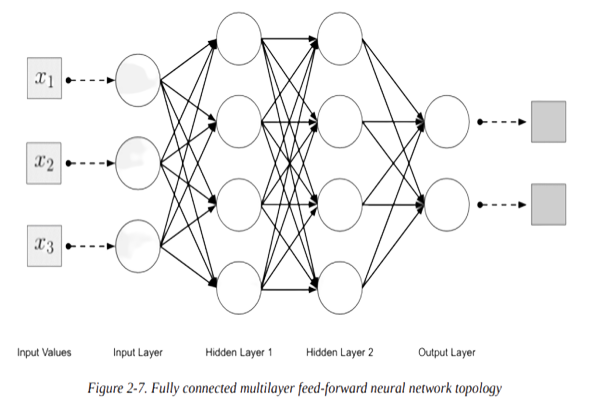 x1
x2
x3
Input Values Input Layer Hidden Layer 1 Hidden Layer 2 Output Layer
Figure 2-7. Fully connected multilayer feed-forward neural network topology